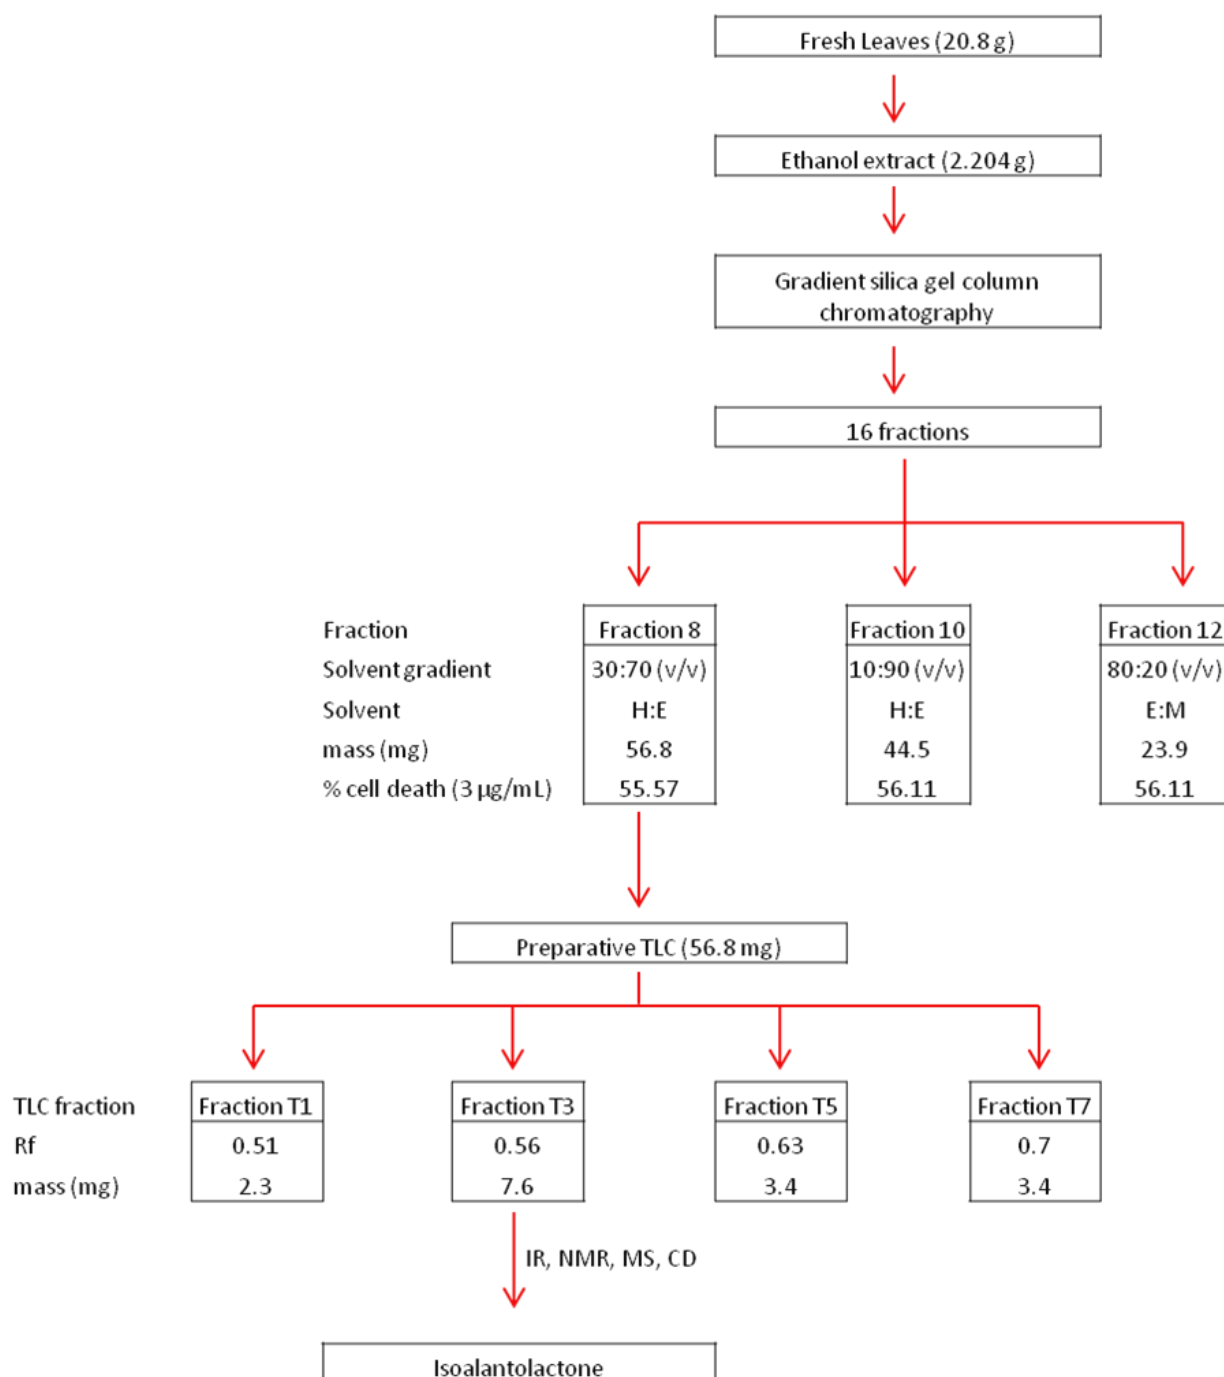 Fresh Leaves (20.8 g)
Ethanol extract (2.204 g)
Gradient silica gel column
chromatography
16 fractions
Fraction Fraction 8 Fraction 10 Fraction 12
Solvent gradient 30:70 (v/v) 10:90 (v/v) 80:20 (v/v)
Solvent H:E H:E E:M
mass (mg) 56.8 44.5 23.9
% cell death (3 µg/mL) 55.57 56.11 56.11
Preparative TLC (56.8 mg)
TLC fraction Fraction T1 Fraction T3 Fraction T5 Fraction T7
Rf 0.51 0.56 0.63 0.7
mass (mg) 2.3 7.6 3.4 3.4
IR, NMR, MS, CD
Isoalantolactone